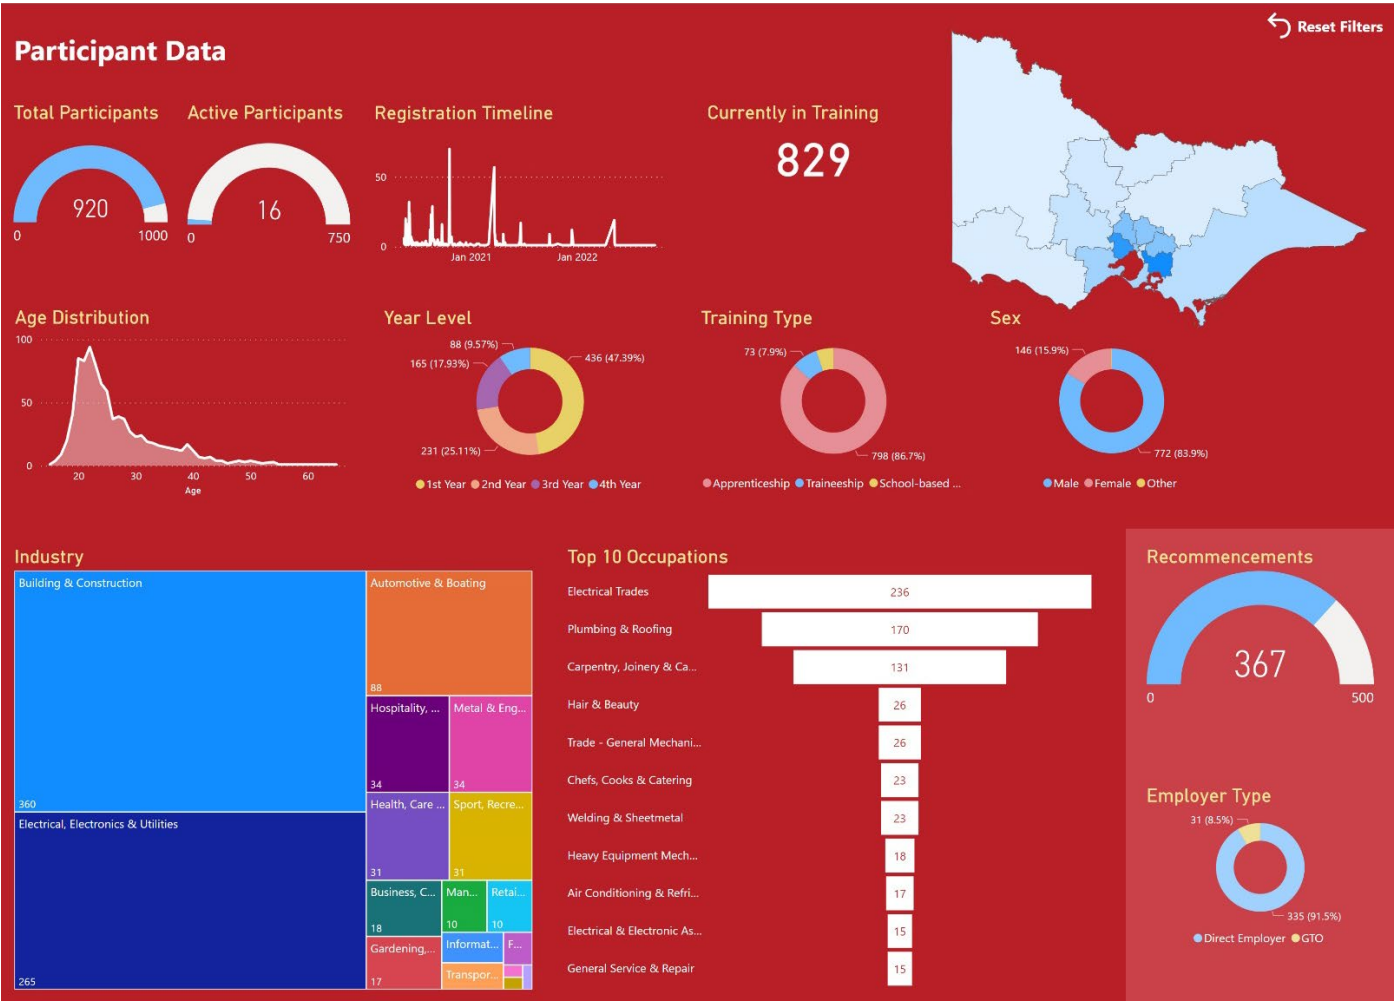 Reset Filters
Participant Data
Total Participants
920
0
1000
Active Participants
16
0
750
Registration Timeline
50
0
Jan 2021
Jan 2022
Currently in Training
829
Age Distribution
100
50
0
20
30
40
50
60
Age
Year Level
88 (9.57%)
165 (17.93%)
436 (47.39%)
231 (25.11%)
1st Year 2nd Year 3rd Year 4th Year
Training Type
73 (7.9%)
798 (86.7%)
Apprenticeship Traineeship School-based ...
Sex
146 (15.9%)
772 (83.9%)
Male Female Other
Industry
Building & Construction
360
Electrical, Electronics & Utilities
265
Automotive & Boating
88
Hospitality, ...
34
Metal & Eng...
34
Health, Care ...
31
Sport, Recre...
31
Business, C...
18
Man...
10
Retai...
10
Gardening,...
17
Informat...
F...
Transpor...
Top 10 Occupations
Electrical Trades
236
Plumbing & Roofing
170
Carpentry, Joinery & Ca...
131
Hair & Beauty
26
Trade - General Mechani...
26
Chefs, Cooks & Catering
23
Welding & Sheetmetal
23
Heavy Equipment Mech...
18
Air Conditioning & Refri...
17
Electrical & Electronic As...
15
General Service & Repair
15
Recommencements
367
0
500
Employer Type
31 (8.5%)
335 (91.5%)
Direct Employer GTO